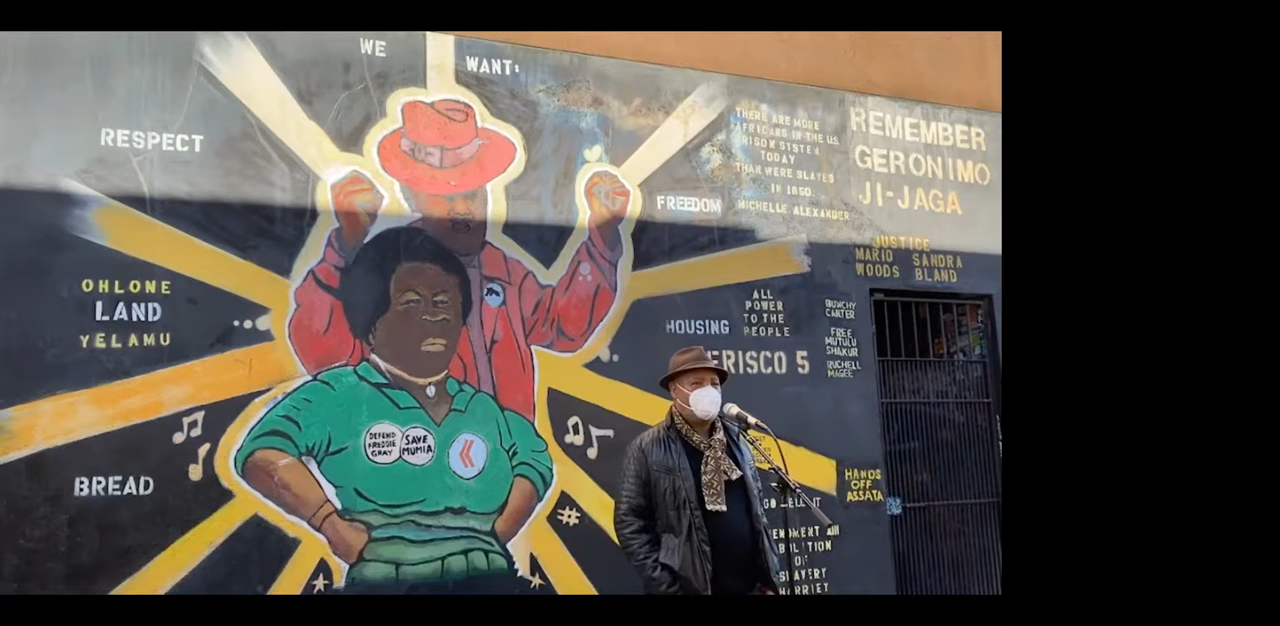 WE
WANT:
RESPECT
THERE ARE MORE
AFRICANS IN THE U.S.
PRISON SYSTEM
TODAY
THAN WERE SLAVES
IN 1850.
MICHELLE ALEXANDER
REMEMBER
GERONIMO
JI-JAGA
FREEDOM
JUSTICE
MARIO SANDRA
WOODS BLAND
OHLONE
LAND
YELAMU
HOUSING
ALL
POWER
TO THE
PEOPLE
BUNCHY
CARTER
FREE
MUTULU
SHAKUR
RUCHELL
MAGEE
FRISCO 5
DEFEND
FREDDIE
GRAY
SAVE
MUMIA
BREAD
#
HANDS
OFF
ASSATA
XIII
OF
SLAVERY
HARRIET